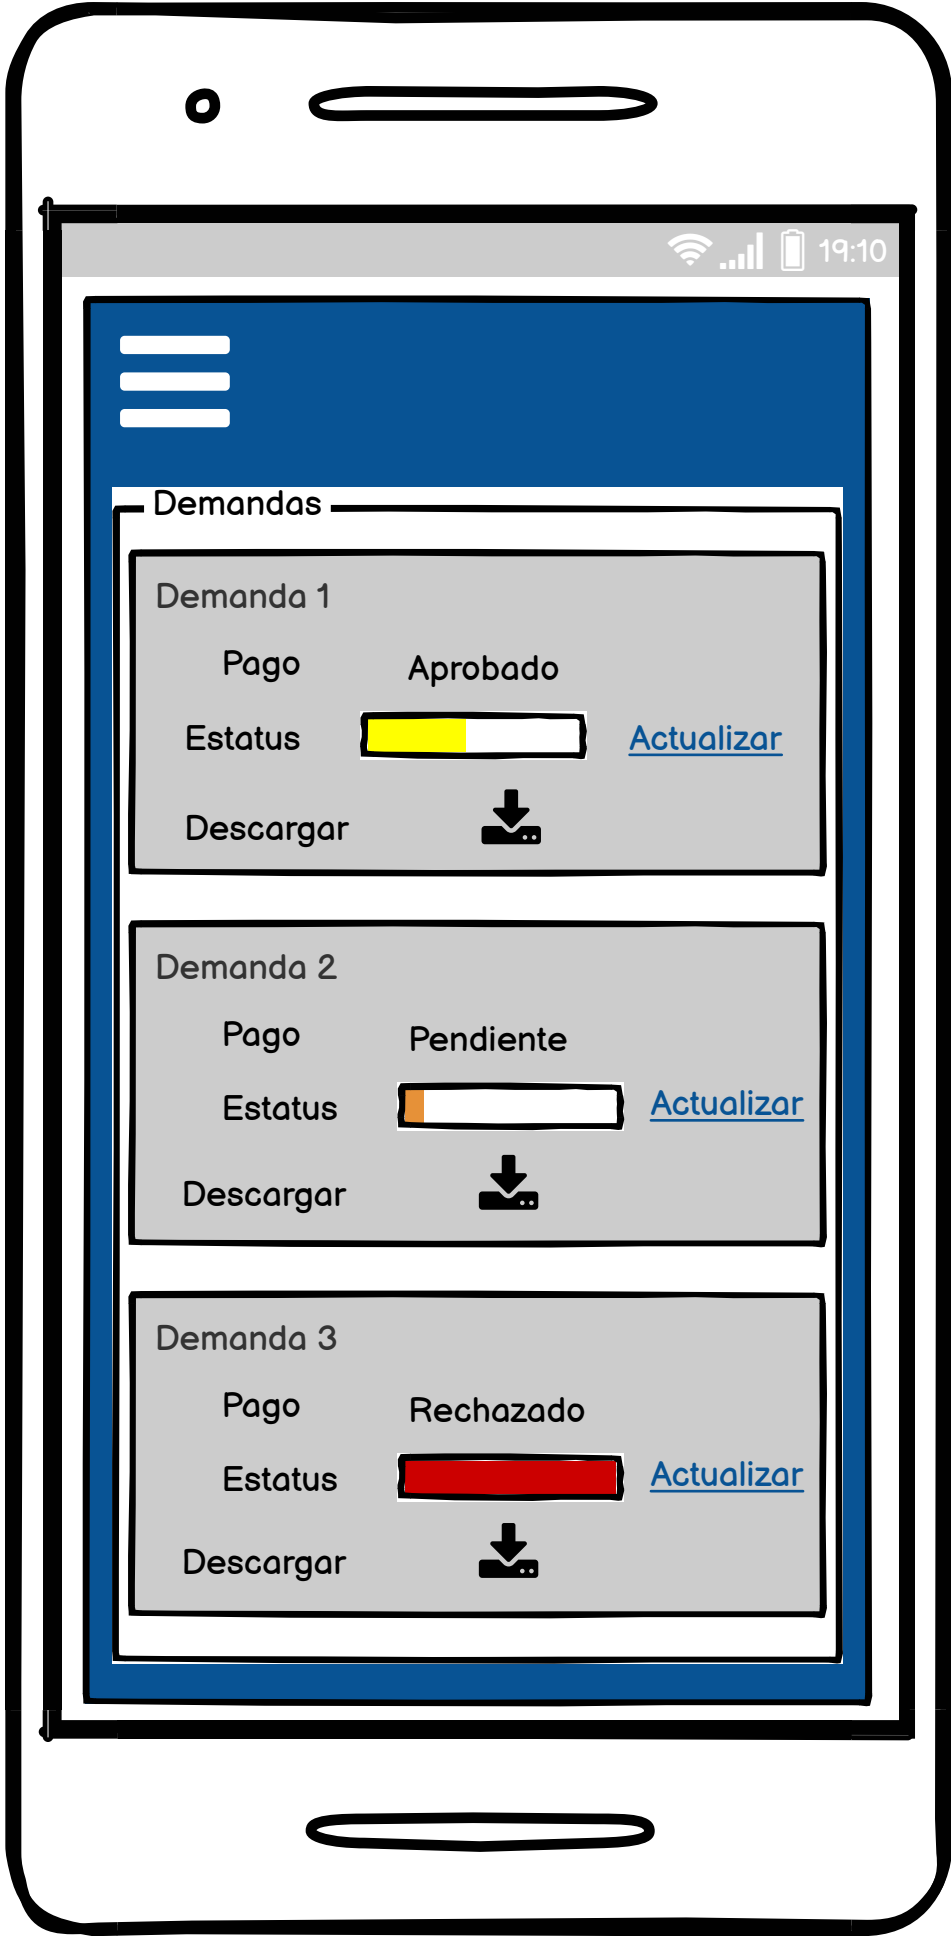 19:10
Demandas
Demanda 1
Pago Aprobado
Estatus Actualizar
Descargar
Demanda 2
Pago Pendiente
Estatus Actualizar
Descargar
Demanda 3
Pago Rechazado
Estatus Actualizar
Descargar